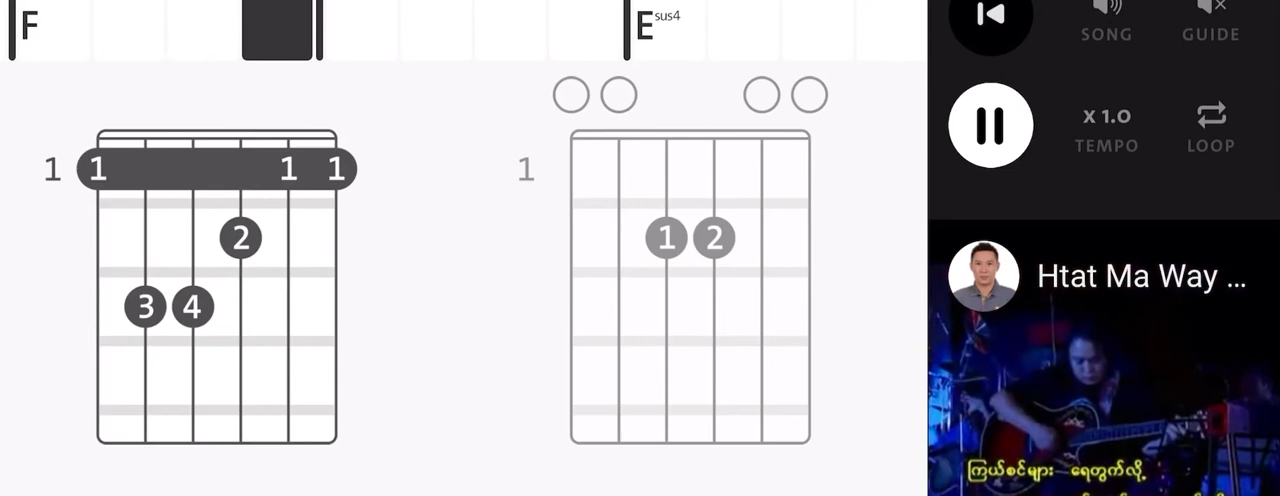 F
E sus4
SONG GUIDE
1 1 1 1
2
3 4
1
1 2
x 1.0
TEMPO LOOP
Htat Ma Way ...
ကြယ်စင်များ ရေတွက်လို့